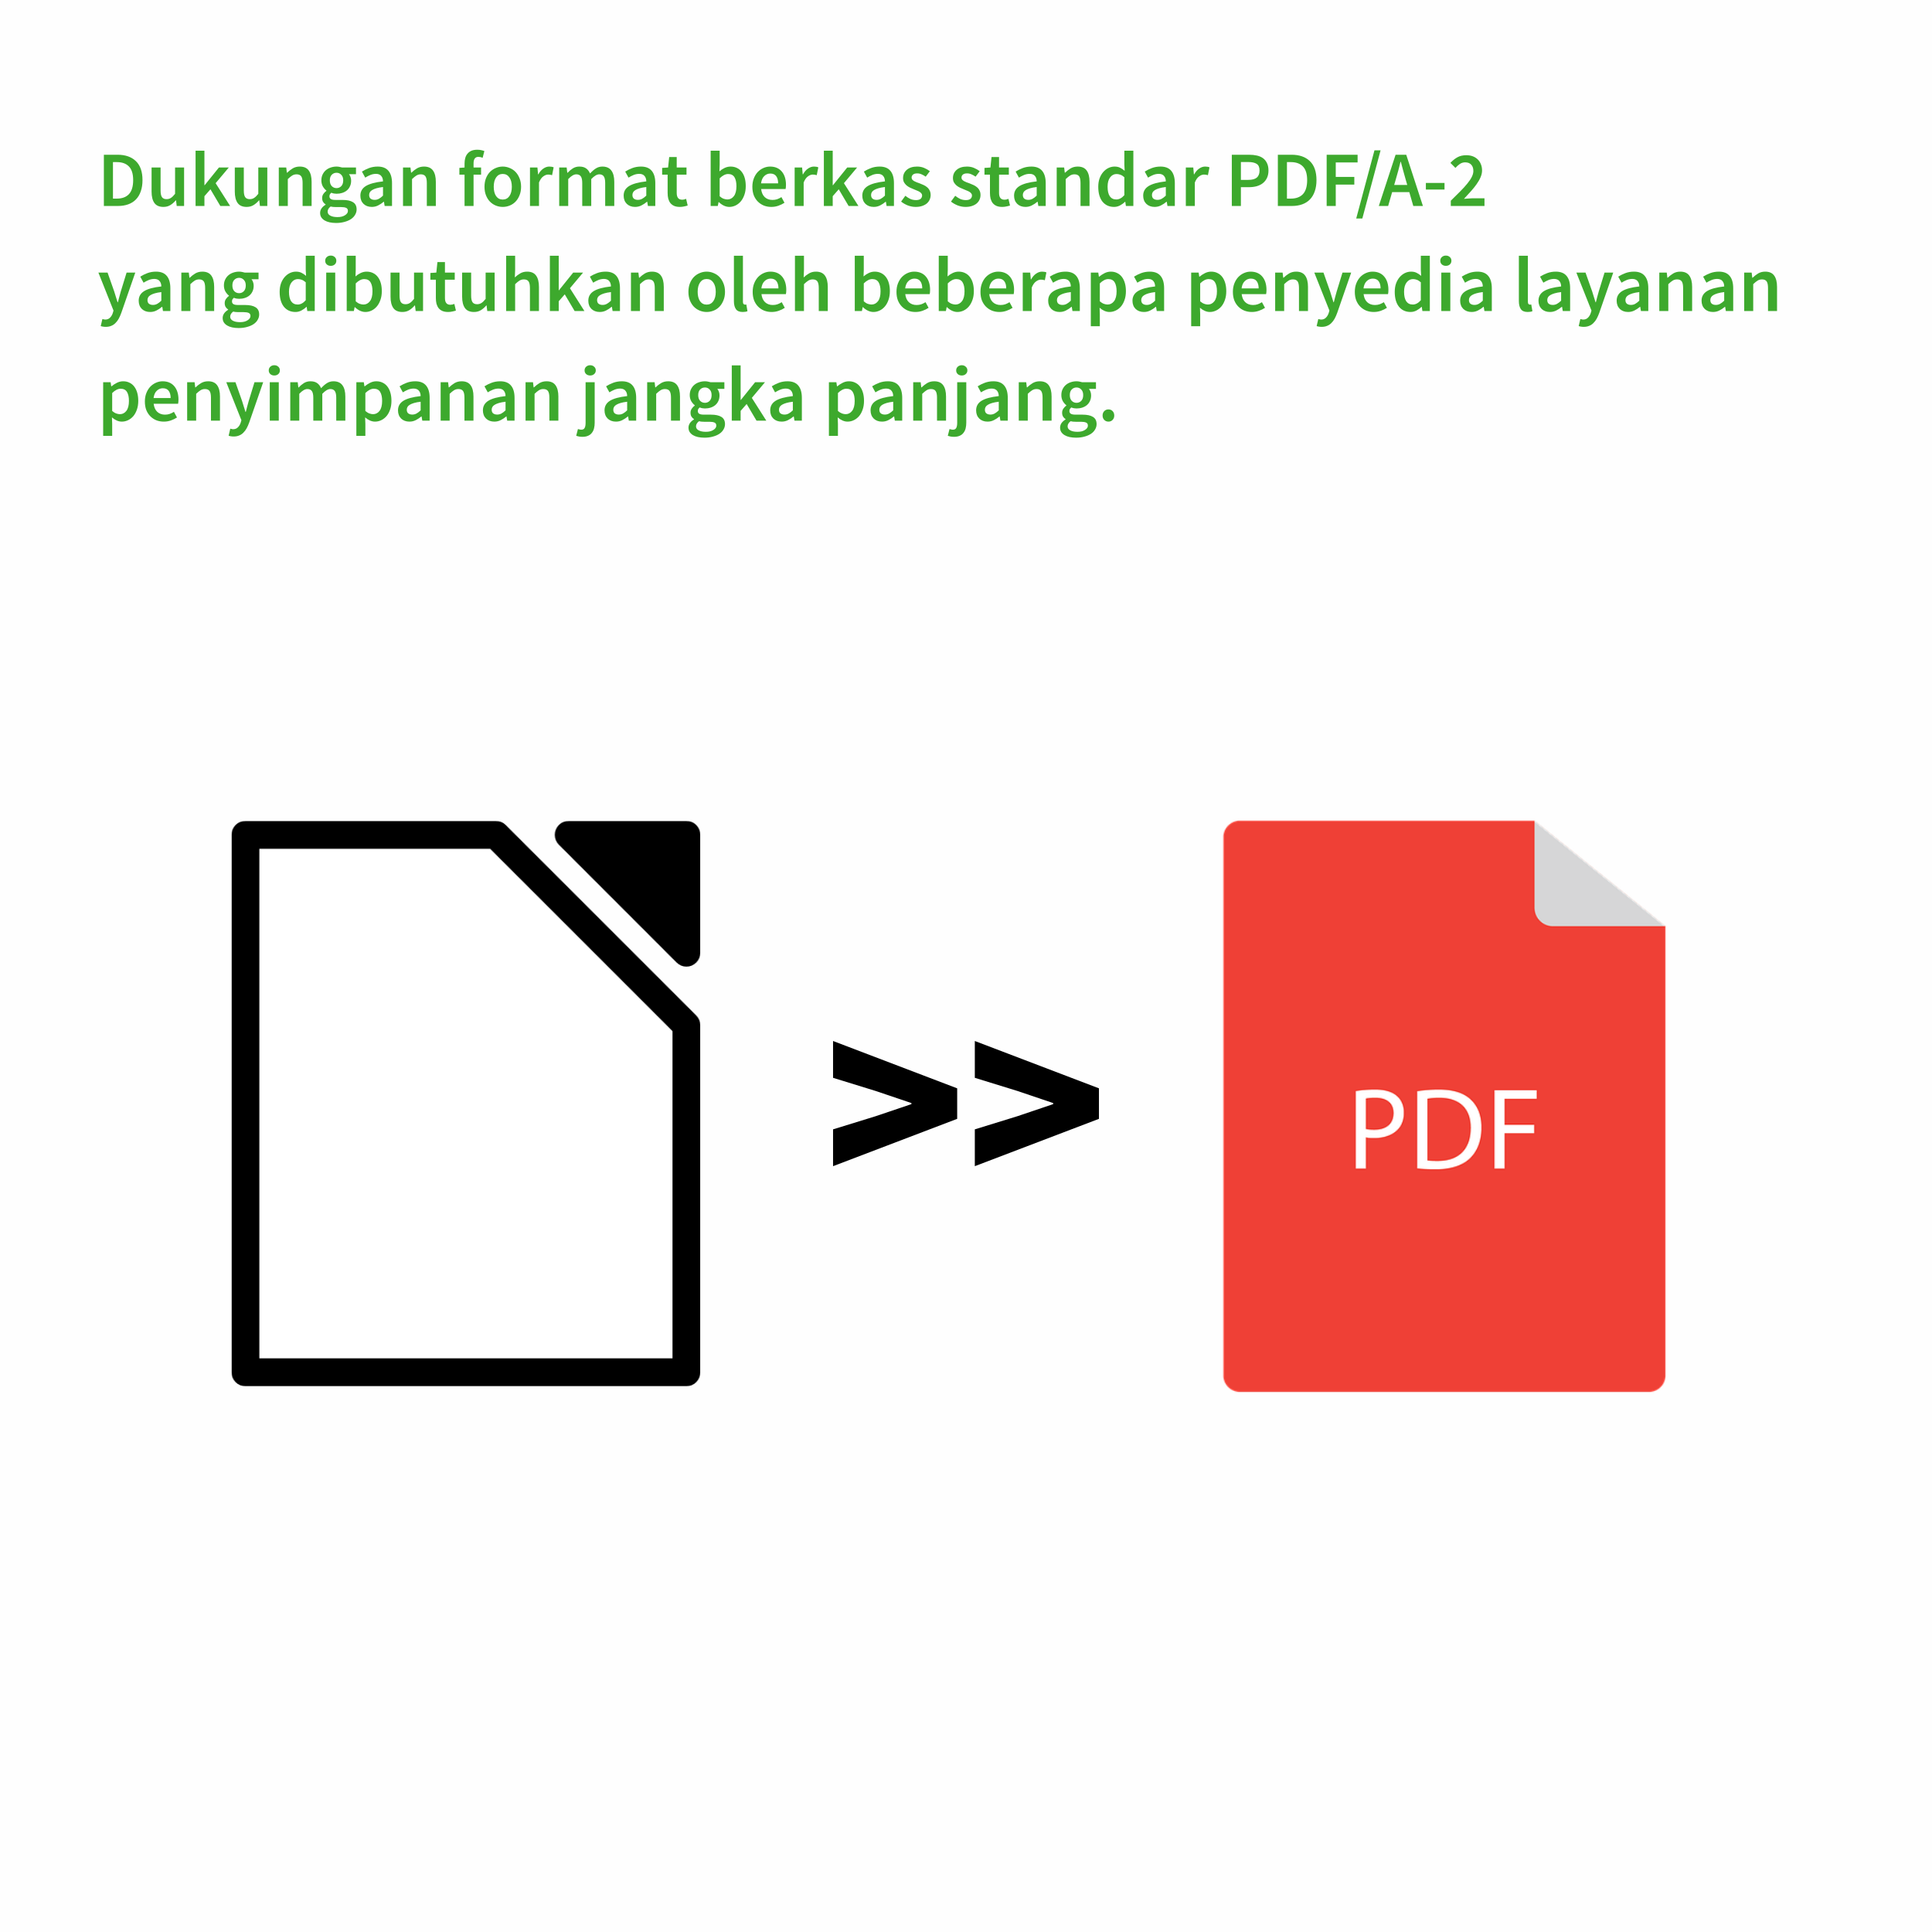 Dukungan format berkas standar PDF/A-2
yang dibutuhkan oleh beberapa penyedia layanan
penyimpanan jangka panjang.
>>
PDF